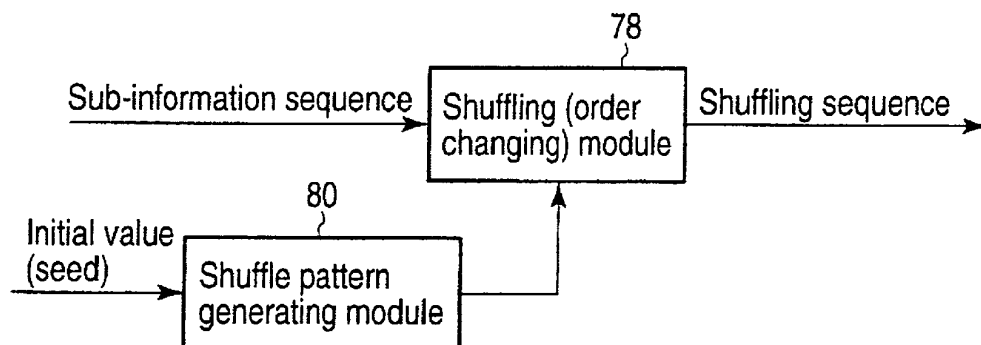 78
Sub-information sequence
Shuffling (order
changing) module
Shuffling sequence
80
Initial value
(seed)
Shuffle pattern
generating module